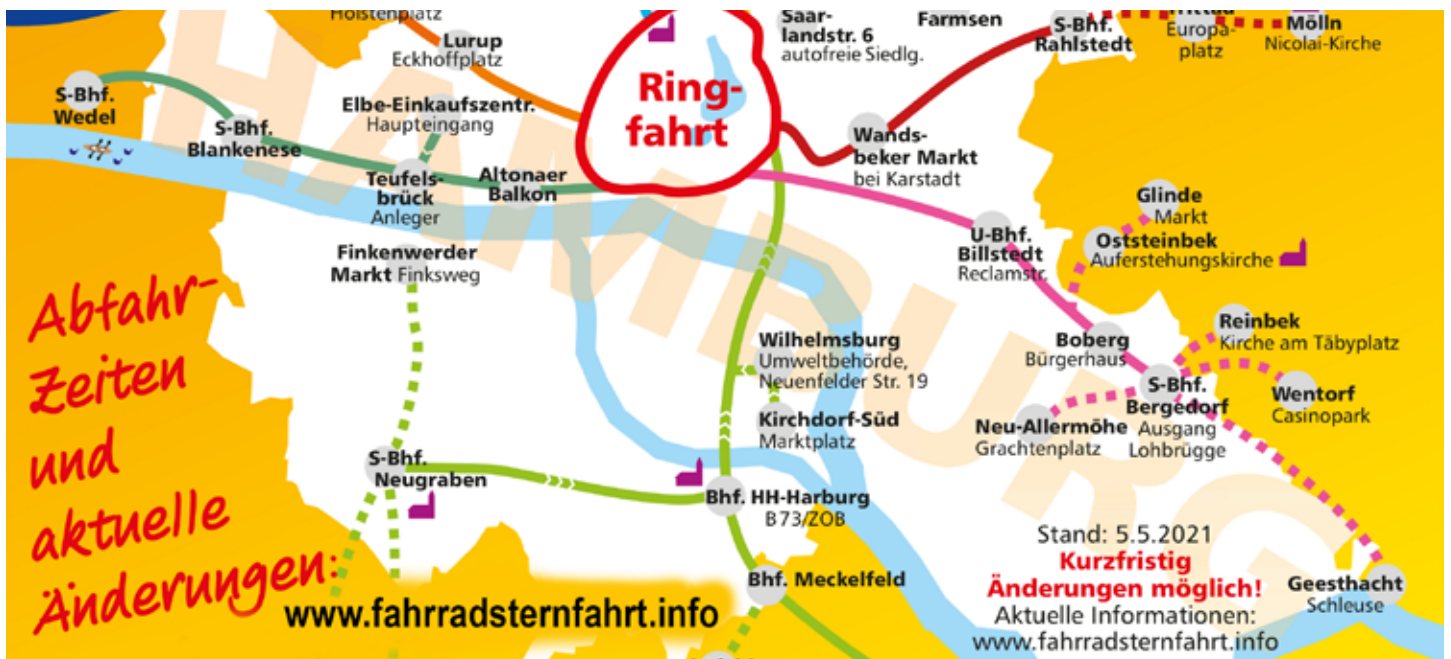 Holstenplatz
Lurup
Eckhoffplatz
Saar-
landstr. 6
autofreie Siedlg.
Farmsen
S-Bhf.
Rahlstedt
Trittau
Europa-
platz
Mölln
Nicolai-Kirche
S-Bhf.
Wedel
S-Bhf.
Blankenese
Elbe-Einkaufszentr.
Haupteingang
Teufels-
brück
Anleger
Altonaer
Balkon
Ring-
fahrt
Wands-
beker Markt
bei Karstadt
Glinde
Markt
Oststeinbek
Auferstehungskirche
U-Bhf.
Billstedt
Reclamstr.
Finkenwerder
Markt Finksweg
HAMBURG
Abfahr-
Zeiten
und
aktuelle
Änderungen:
www.fahrradsternfahrt.info
Wilhelmsburg
Umweltbehörde,
Neuenfelder Str. 19
Kirchdorf-Süd
Marktplatz
Boberg
Bürgerhaus
Reinbek
Kirche am Täbyplatz
S-Bhf.
Bergedorf
Ausgang
Lohbrügge
Wentorf
Casinopark
Neu-Allermöhe
Grachtenplatz
S-Bhf.
Neugraben
Bhf. HH-Harburg
B73/ZOB
Bhf. Meckelfeld
Geesthacht
Schleuse
Stand: 5.5.2021
Kurzfristig
Änderungen möglich!
Aktuelle Informationen:
www.fahrradsternfahrt.info